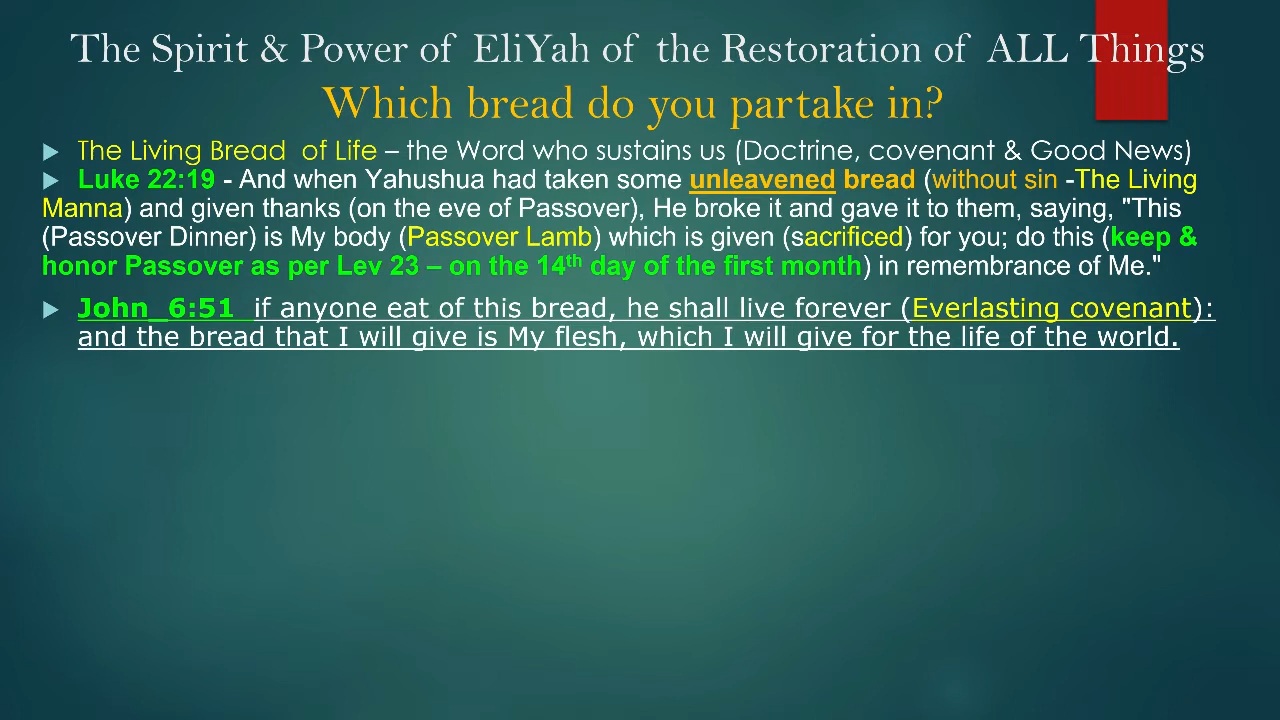 The Spirit & Power of EliYah of the Restoration of ALL Things
Which bread do you partake in?
The Living Bread of Life – the Word who sustains us (Doctrine, covenant & Good News)
Luke 22:19 - And when Yahushua had taken some unleavened bread (without sin -The Living
Manna) and given thanks (on the eve of Passover), He broke it and gave it to them, saying, "This
(Passover Dinner) is My body (Passover Lamb) which is given (sacrificed) for you; do this (keep &
honor Passover as per Lev 23 – on the 14th day of the first month) in remembrance of Me."
John_6:51 if anyone eat of this bread, he shall live forever (Everlasting covenant):
and the bread that I will give is My flesh, which I will give for the life of the world.